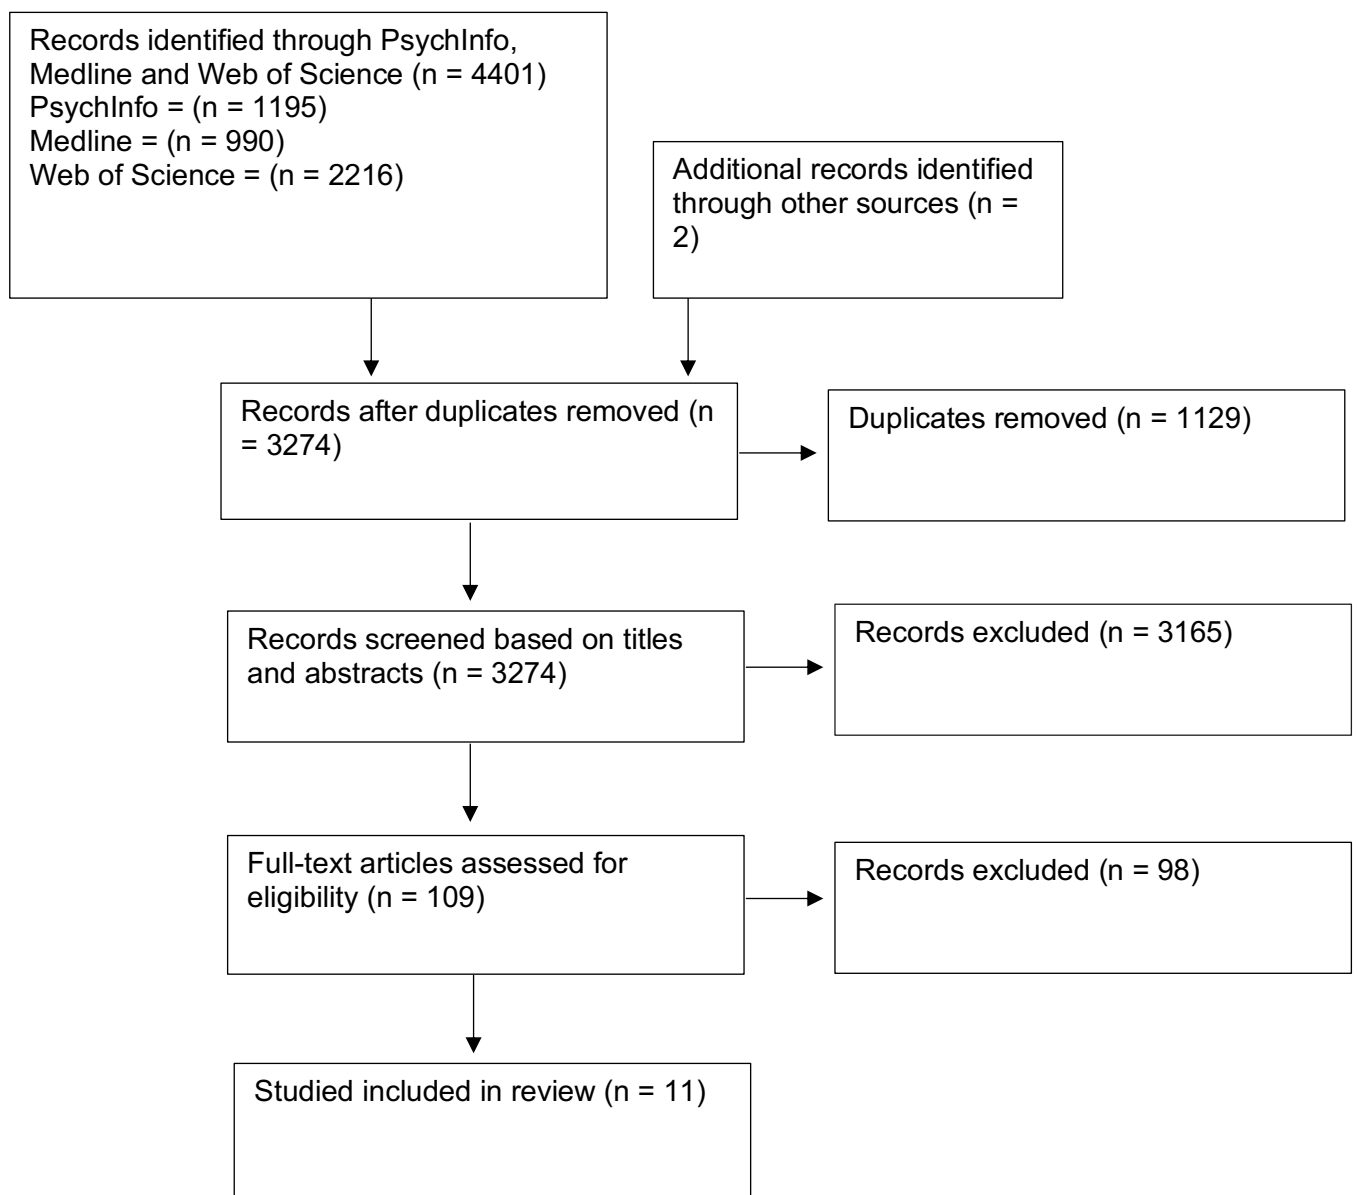 Records identified through PsychInfo,
Medline and Web of Science (n = 4401)
PsychInfo = (n = 1195)
Medline = (n = 990)
Web of Science = (n = 2216)
Additional records identified
through other sources (n =
2)
Records after duplicates removed (n
= 3274)
Duplicates removed (n = 1129)
Records screened based on titles
and abstracts (n = 3274)
Records excluded (n = 3165)
Full-text articles assessed for
eligibility (n = 109)
Records excluded (n = 98)
Studied included in review (n = 11)